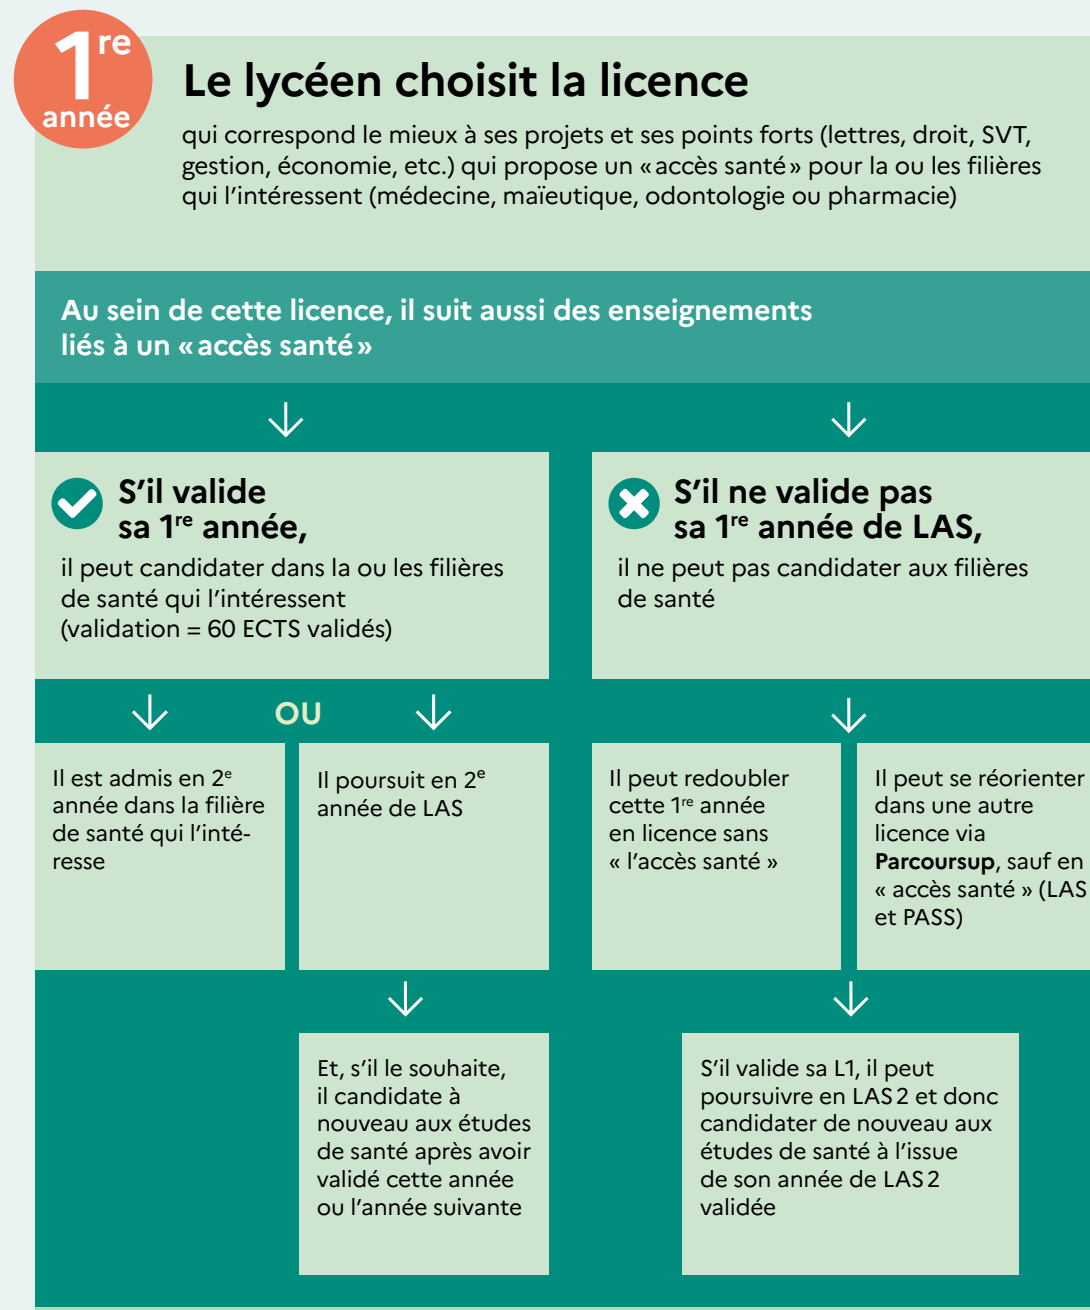 1re
année
Le lycéen choisit la licence
qui correspond le mieux à ses projets et ses points forts (lettres, droit, SVT,
gestion, économie, etc.) qui propose un «accès santé» pour la ou les filières
qui l’intéressent (médecine, maïeutique, odontologie ou pharmacie)
Au sein de cette licence, il suit aussi des enseignements
liés à un «accès santé»
S’il valide
sa 1re année,
il peut candidater dans la ou les filières
de santé qui l’intéressent
(validation = 60 ECTS validés)
S’il ne valide pas
sa 1re année de LAS,
il ne peut pas candidater aux filières
de santé
OU
Il est admis en 2e
année dans la filière
de santé qui l’inté-
resse
Il poursuit en 2e
année de LAS
Il peut redoubler
cette 1re année
en licence sans
« l’accès santé »
Il peut se réorienter
dans une autre
licence via
Parcoursup, sauf en
« accès santé » (LAS
et PASS)
Et, s’il le souhaite,
il candidate à
nouveau aux études
de santé après avoir
validé cette année
ou l’année suivante
S’il valide sa L1, il peut
poursuivre en LAS 2 et donc
candidater de nouveau aux
études de santé à l’issue
de son année de LAS 2
validée